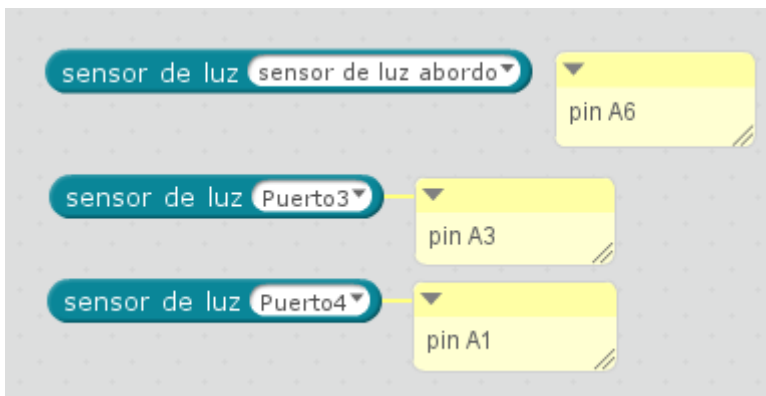 sensor de luz sensor de luz abordo
pin A6
sensor de luz Puerto3
pin A3
sensor de luz Puerto4
pin A1